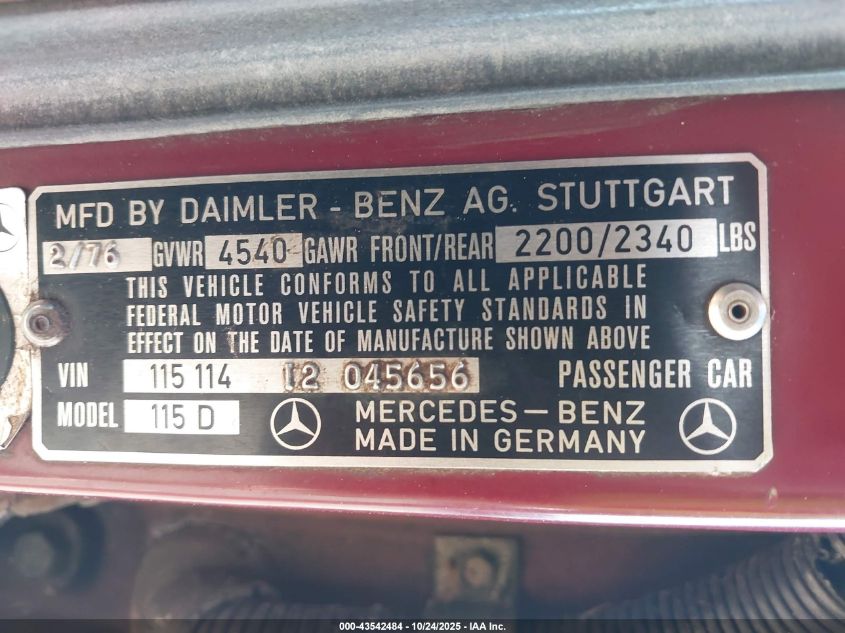 MFD BY DAIMLER - BENZ AG. STUTTGART
2/76 GVWR 4540 GAWR FRONT/REAR 2200/2340 LBS
THIS VEHICLE CONFORMS TO ALL APPLICABLE
FEDERAL MOTOR VEHICLE SAFETY STANDARDS IN
EFFECT ON THE DATE OF MANUFACTURE SHOWN ABOVE
VIN 115 114 12 045656 PASSENGER CAR
MODEL 115 D MERCEDES - BENZ
MADE IN GERMANY
000-43542484 - 10/24/2025 - IAA Inc.